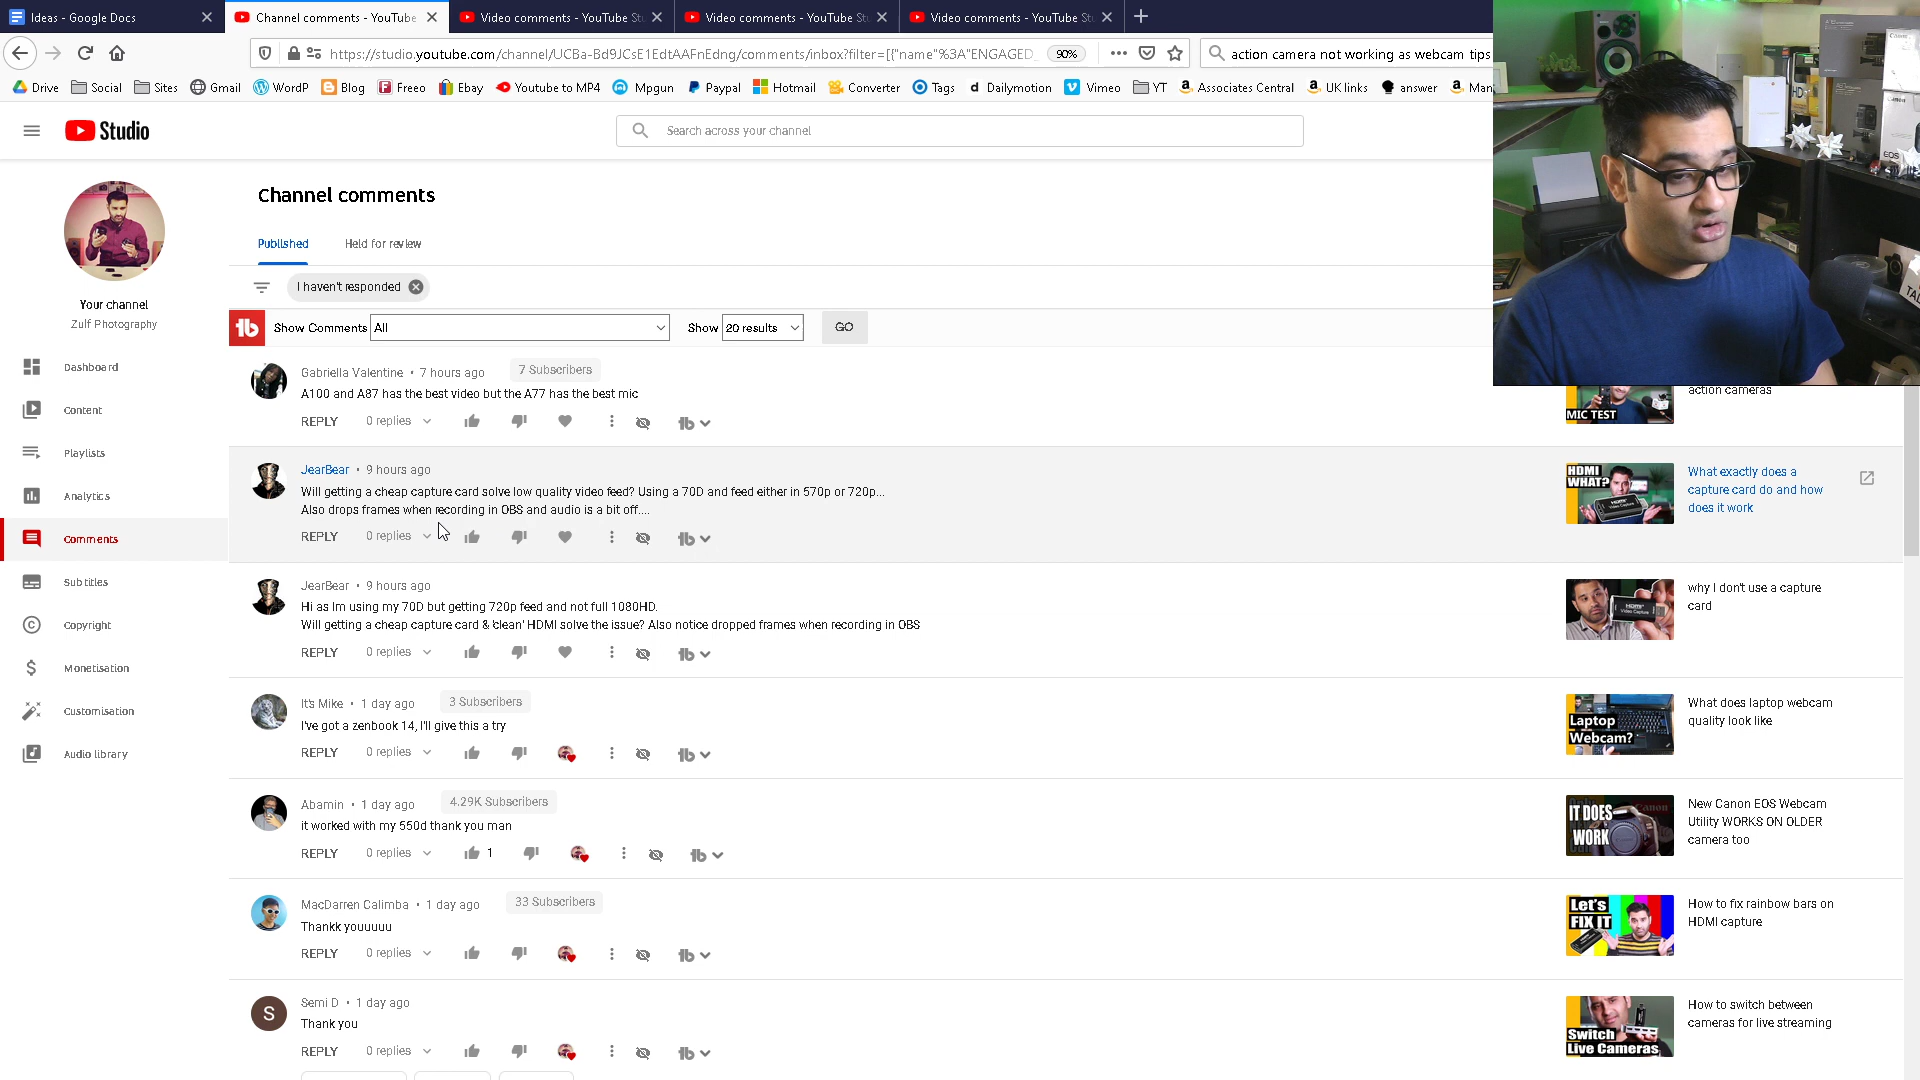 Ideas - Google Docs
Channel comments - YouTube
Video comments - YouTube St
Video comments - YouTube St
Video comments - YouTube St
https://studio.youtube.com/channel/UCBa-Bd9JCsE1EdtAAFnEdng/comments/inbox?filter=[{"name"%3A"ENGAGED_
90%
action camera not working as webcam tips
Drive
Social
Sites
Gmail
WordP
Blog
Freeo
Ebay
Youtube to MP4
Mpgun
Paypal
Hotmail
Converter
Tags
Dailymotion
Vimeo
YT
Associates Central
UK links
answer
Man
Studio
Search across your channel
Your channel
Zulf Photography
Dashboard
Content
Playlists
Analytics
Comments
Subtitles
Copyright
Monetisation
Customisation
Audio library
Channel comments
Published
Held for review
I haven't responded
Show Comments
All
Show
20 results
GO
Gabriella Valentine • 7 hours ago
7 Subscribers
A100 and A87 has the best video but the A77 has the best mic
REPLY
0 replies
MIC TEST
action cameras
JearBear • 9 hours ago
Will getting a cheap capture card solve low quality video feed? Using a 70D and feed either in 570p or 720p...
Also drops frames when recording in OBS and audio is a bit off....
REPLY
0 replies
HDMI
WHAT?
What exactly does a
capture card do and how
does it work
JearBear • 9 hours ago
Hi as Im using my 70D but getting 720p feed and not full 1080HD.
Will getting a cheap capture card & 'clean' HDMI solve the issue? Also notice dropped frames when recording in OBS
REPLY
0 replies
why I don't use a capture
card
It's Mike • 1 day ago
3 Subscribers
I've got a zenbook 14, I'll give this a try
REPLY
0 replies
Laptop
Webcam?
What does laptop webcam
quality look like
Abamin • 1 day ago
4.29K Subscribers
it worked with my 550d thank you man
REPLY
0 replies
1
IT DOES
WORK
New Canon EOS Webcam
Utility WORKS ON OLDER
camera too
MacDarren Calimba • 1 day ago
33 Subscribers
Thankk youuuuu
REPLY
0 replies
Let's
FIX IT
How to fix rainbow bars on
HDMI capture
S
Semi D • 1 day ago
Thank you
REPLY
0 replies
Switch
Live Cameras
How to switch between
cameras for live streaming